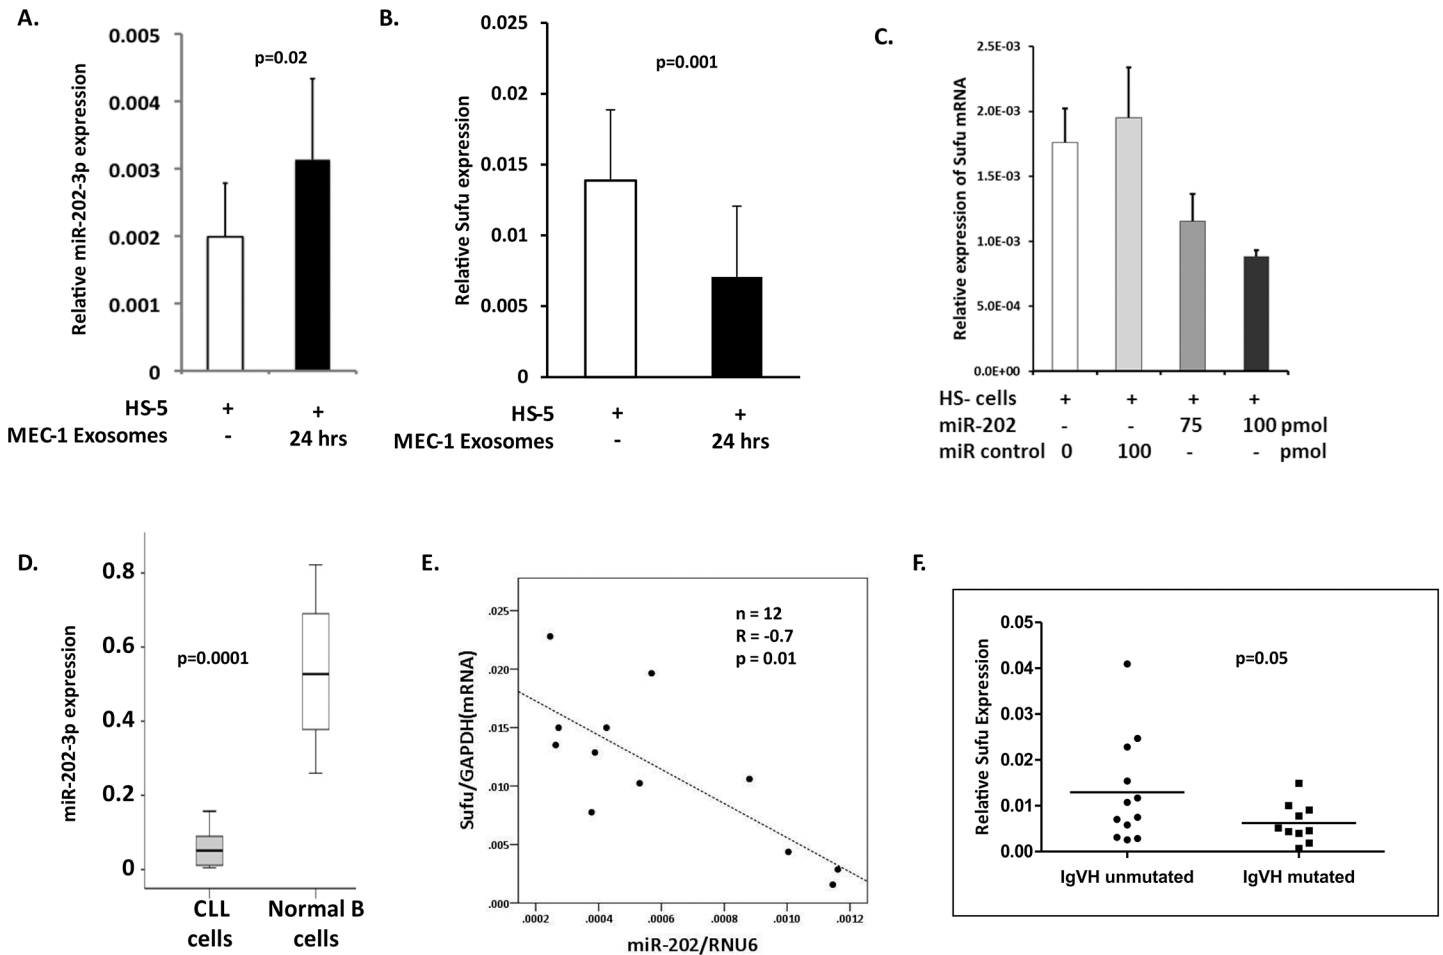 A.
Relative miR-202-3p expression
0.005
0.004
0.003
0.002
0.001
0
p=0.02
HS-5 + +
MEC-1 Exosomes - 24 hrs
B.
Relative Sufu expression
0.025
0.02
0.015
0.01
0.005
0
p=0.001
HS-5 + +
MEC-1 Exosomes - 24 hrs
C.
Relative expression of Sufu mRNA
2.5E-03
2.0E-03
1.5E-03
1.0E-03
5.0E-04
0.0E+00
HS- cells + + + +
miR-202 - - 75 100 pmol
miR control 0 100 - - pmol
D.
miR-202-3p expression
0.8
0.6
0.4
0.2
0
p=0.0001
CLL
cells
Normal B
cells
E.
Sufu/GAPDH(mRNA)
.025
.020
.015
.010
.005
.000
n = 12
R = -0.7
p = 0.01
.0002 .0004 .0006 .0008 .0010 .0012
miR-202/RNU6
F.
Relative Sufu Expression
0.05
0.04
0.03
0.02
0.01
0.00
p=0.05
IgVH unmutated IgVH mutated